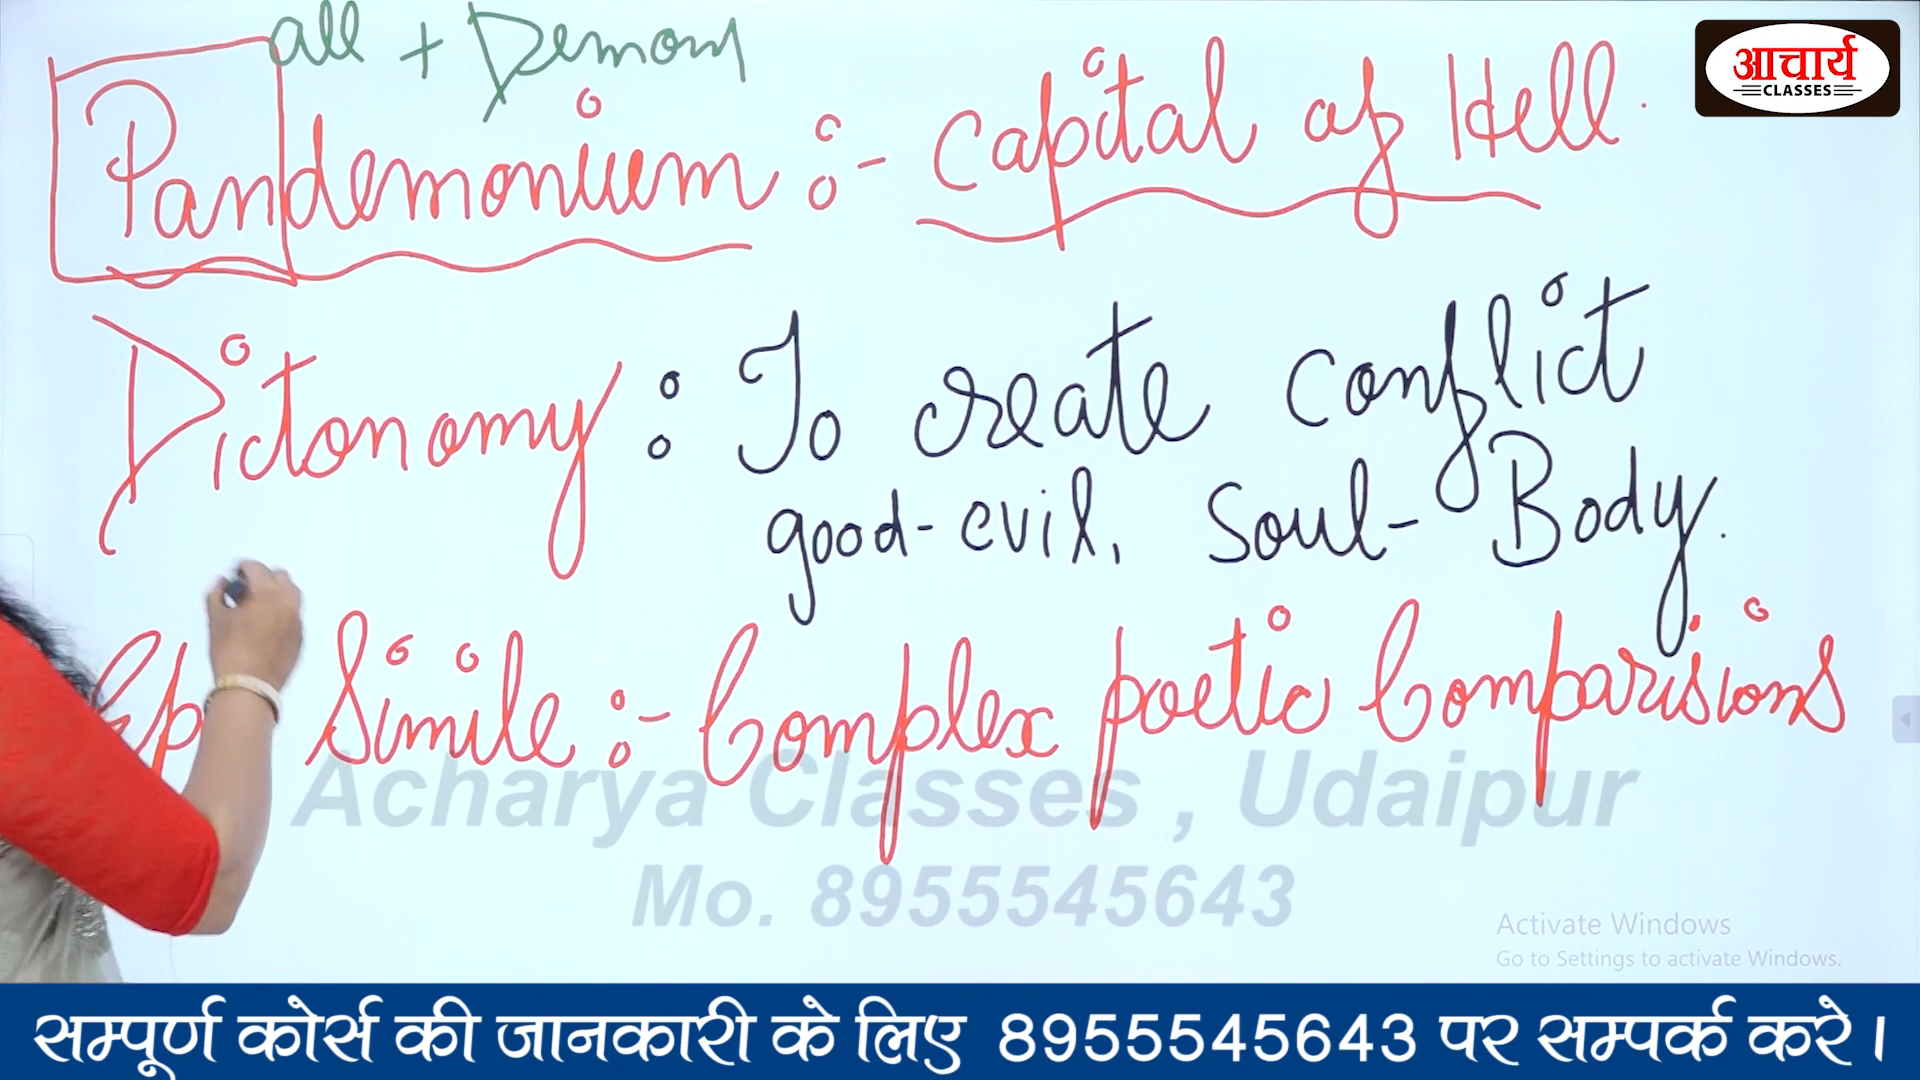 all + Demons
आचार्य
CLASSES
Pandemonium :- Capital of Hell.
Dictonomy : To create conflict
good-evil, Soul-Body.
Simile :- Complex poetic Comparisions
Acharya Classes , Udaipur
Mo. 8955545643
Activate Windows
Go to Settings to activate Windows.
सम्पूर्ण कोर्स की जानकारी के लिए 8955545643 पर सम्पर्क करे।